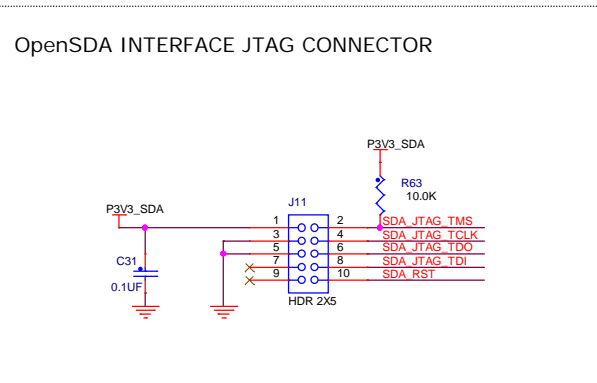 OpenSDA INTERFACE JTAG CONNECTOR
P3V3_SDA
R63
10.0K
J11
P3V3_SDA
1 2 SDA_JTAG_TMS
3 4 SDA_JTAG_TCLK
5 6 SDA_JTAG_TDO
7 8 SDA_JTAG_TDI
9 10 SDA_RST
C31
0.1UF
HDR 2X5